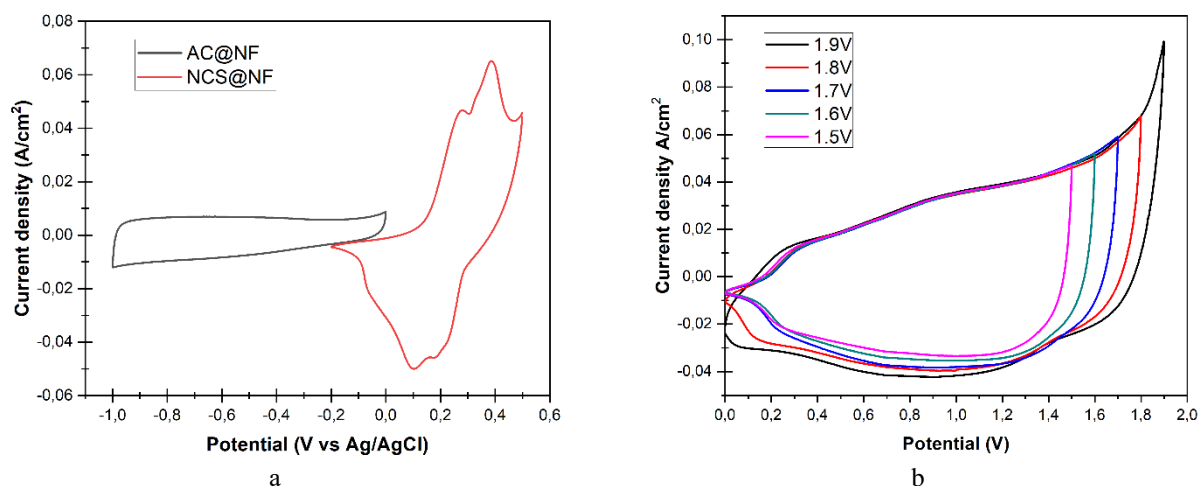 a
AC@NF
NCS@NF
0,08
0,06
0,04
0,02
0,00
-0,02
-0,04
-0,06
Current density (A/cm²)
-1,0 -0,8 -0,6 -0,4 -0,2 0,0 0,2 0,4 0,6
Potential (V vs Ag/AgCl)
a
b
1.9V
1.8V
1.7V
1.6V
1.5V
0,10
0,08
0,06
0,04
0,02
0,00
-0,02
-0,04
Current density A/cm²
0,0 0,2 0,4 0,6 0,8 1,0 1,2 1,4 1,6 1,8 2,0
Potential (V)
b